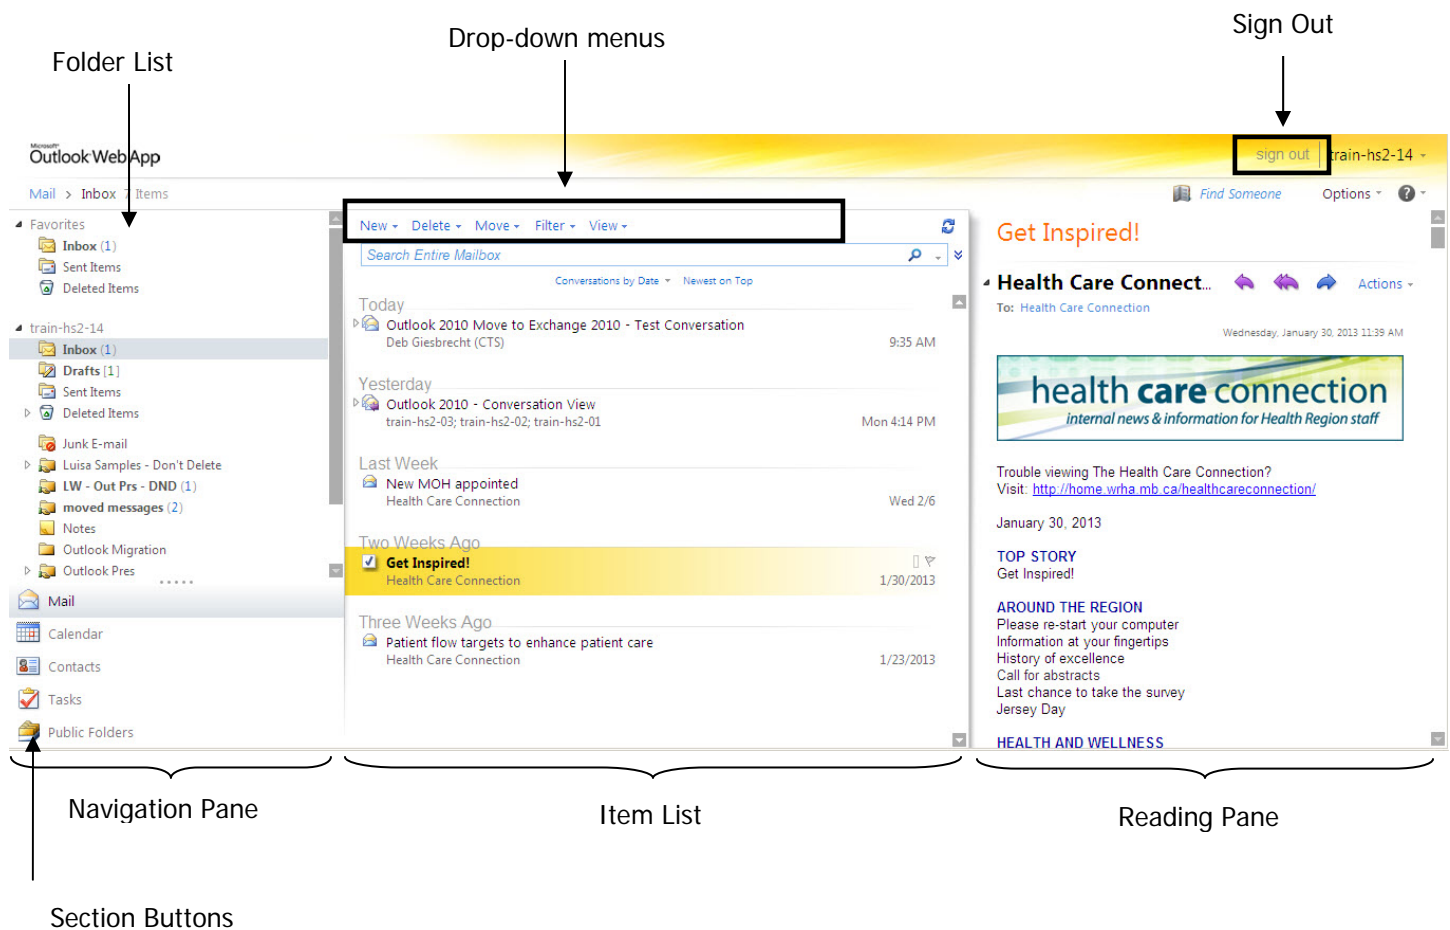 Sign Out
Drop-down menus
Folder List
Microsoft
Outlook Web App
sign out train-hs2-14
Mail > Inbox 7 Items
Find Someone Options ?
Favorites
Inbox (1)
Sent Items
Deleted Items
train-hs2-14
Inbox (1)
Drafts [1]
Sent Items
Deleted Items
Junk E-mail
Luisa Samples - Don't Delete
LW - Out Prs - DND (1)
moved messages (2)
Notes
Outlook Migration
Outlook Pres
Mail
Calendar
Contacts
Tasks
Public Folders
New Delete Move Filter View
Search Entire Mailbox
Conversations by Date Newest on Top
Today
Outlook 2010 Move to Exchange 2010 - Test Conversation
Deb Giesbrecht (CTS) 9:35 AM
Yesterday
Outlook 2010 - Conversation View
train-hs2-03; train-hs2-02; train-hs2-01 Mon 4:14 PM
Last Week
New MOH appointed
Health Care Connection Wed 2/6
Two Weeks Ago
Get Inspired!
Health Care Connection 1/30/2013
Three Weeks Ago
Patient flow targets to enhance patient care
Health Care Connection 1/23/2013
Get Inspired!
Health Care Connect... Actions
To: Health Care Connection
Wednesday, January 30, 2013 11:39 AM
health care connection
internal news & information for Health Region staff
Trouble viewing The Health Care Connection?
Visit: http://home.wrha.mb.ca/healthcareconnection/
January 30, 2013
TOP STORY
Get Inspired!
AROUND THE REGION
Please re-start your computer
Information at your fingertips
History of excellence
Call for abstracts
Last chance to take the survey
Jersey Day
HEALTH AND WELLNESS
Navigation Pane
Item List
Reading Pane
Section Buttons